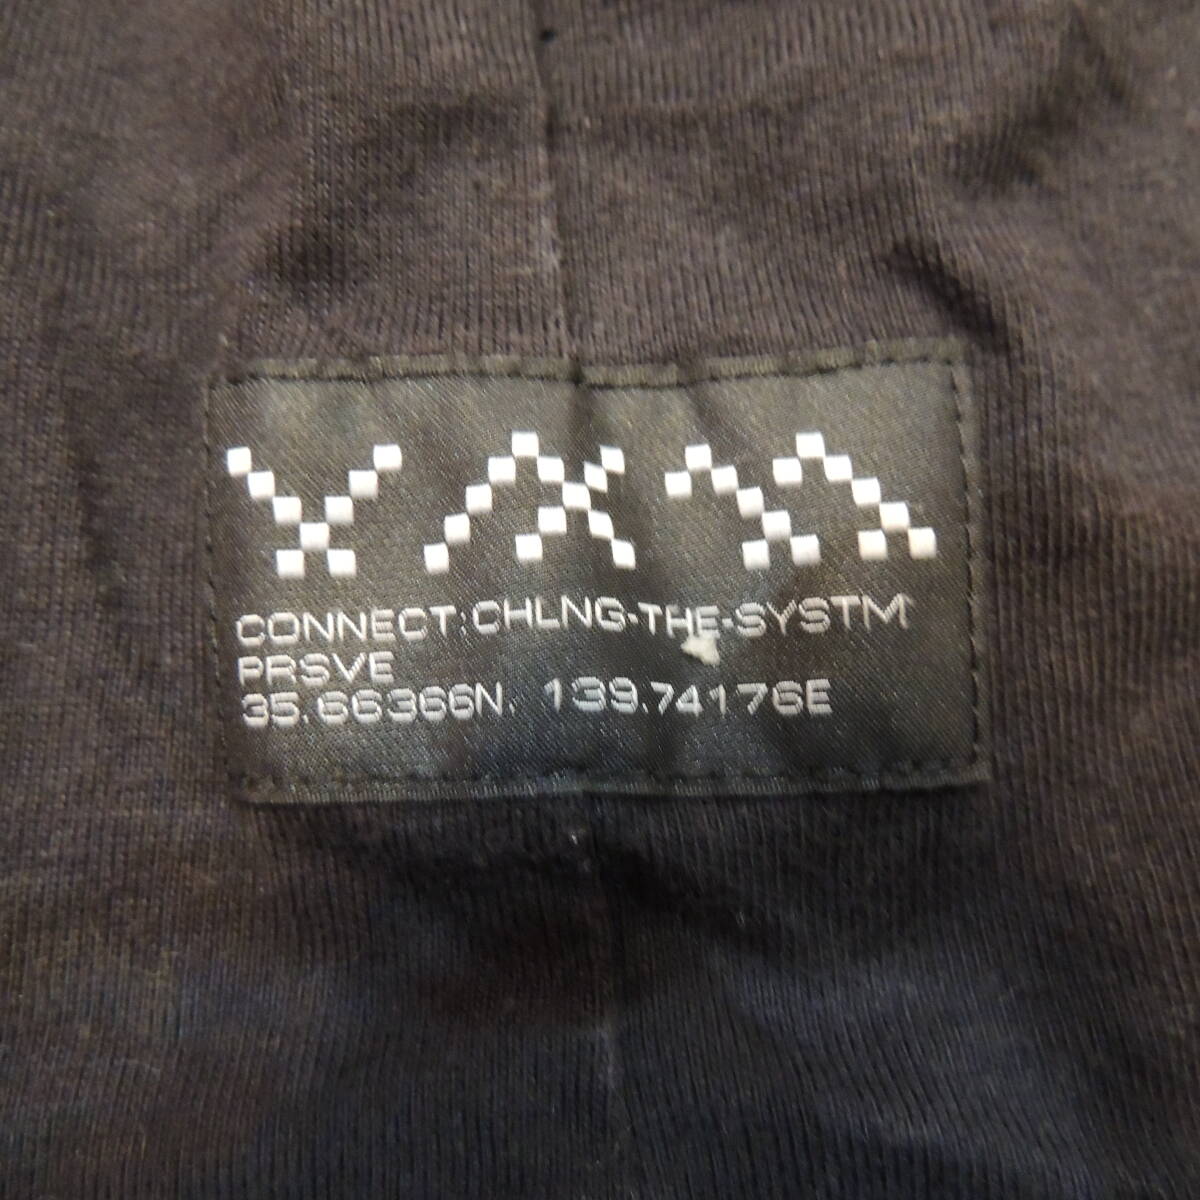 CONNECT:CHLNG-THE-SYSTM
PRSVE
35.66366N, 139.74176E